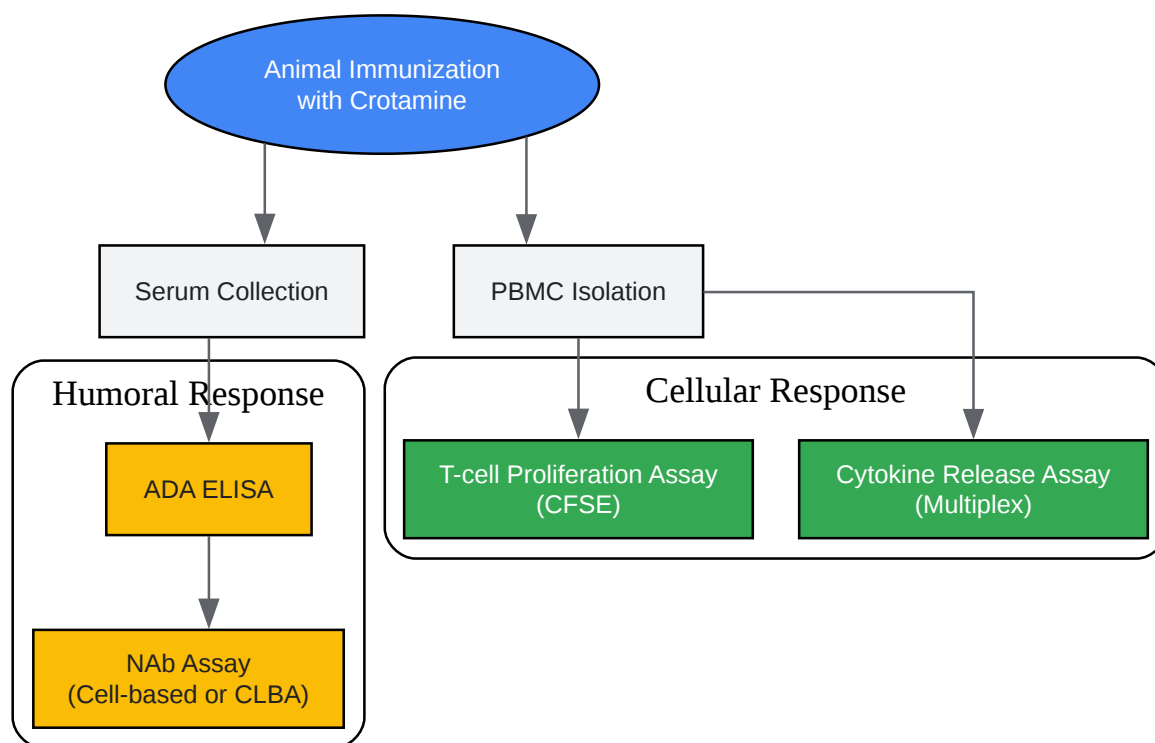 Animal Immunization
with Crotamine
Serum Collection
PBMC Isolation
Humoral Response
Cellular Response
ADA ELISA
T-cell Proliferation Assay
(CFSE)
Cytokine Release Assay
(Multiplex)
NAb Assay
(Cell-based or CLBA)